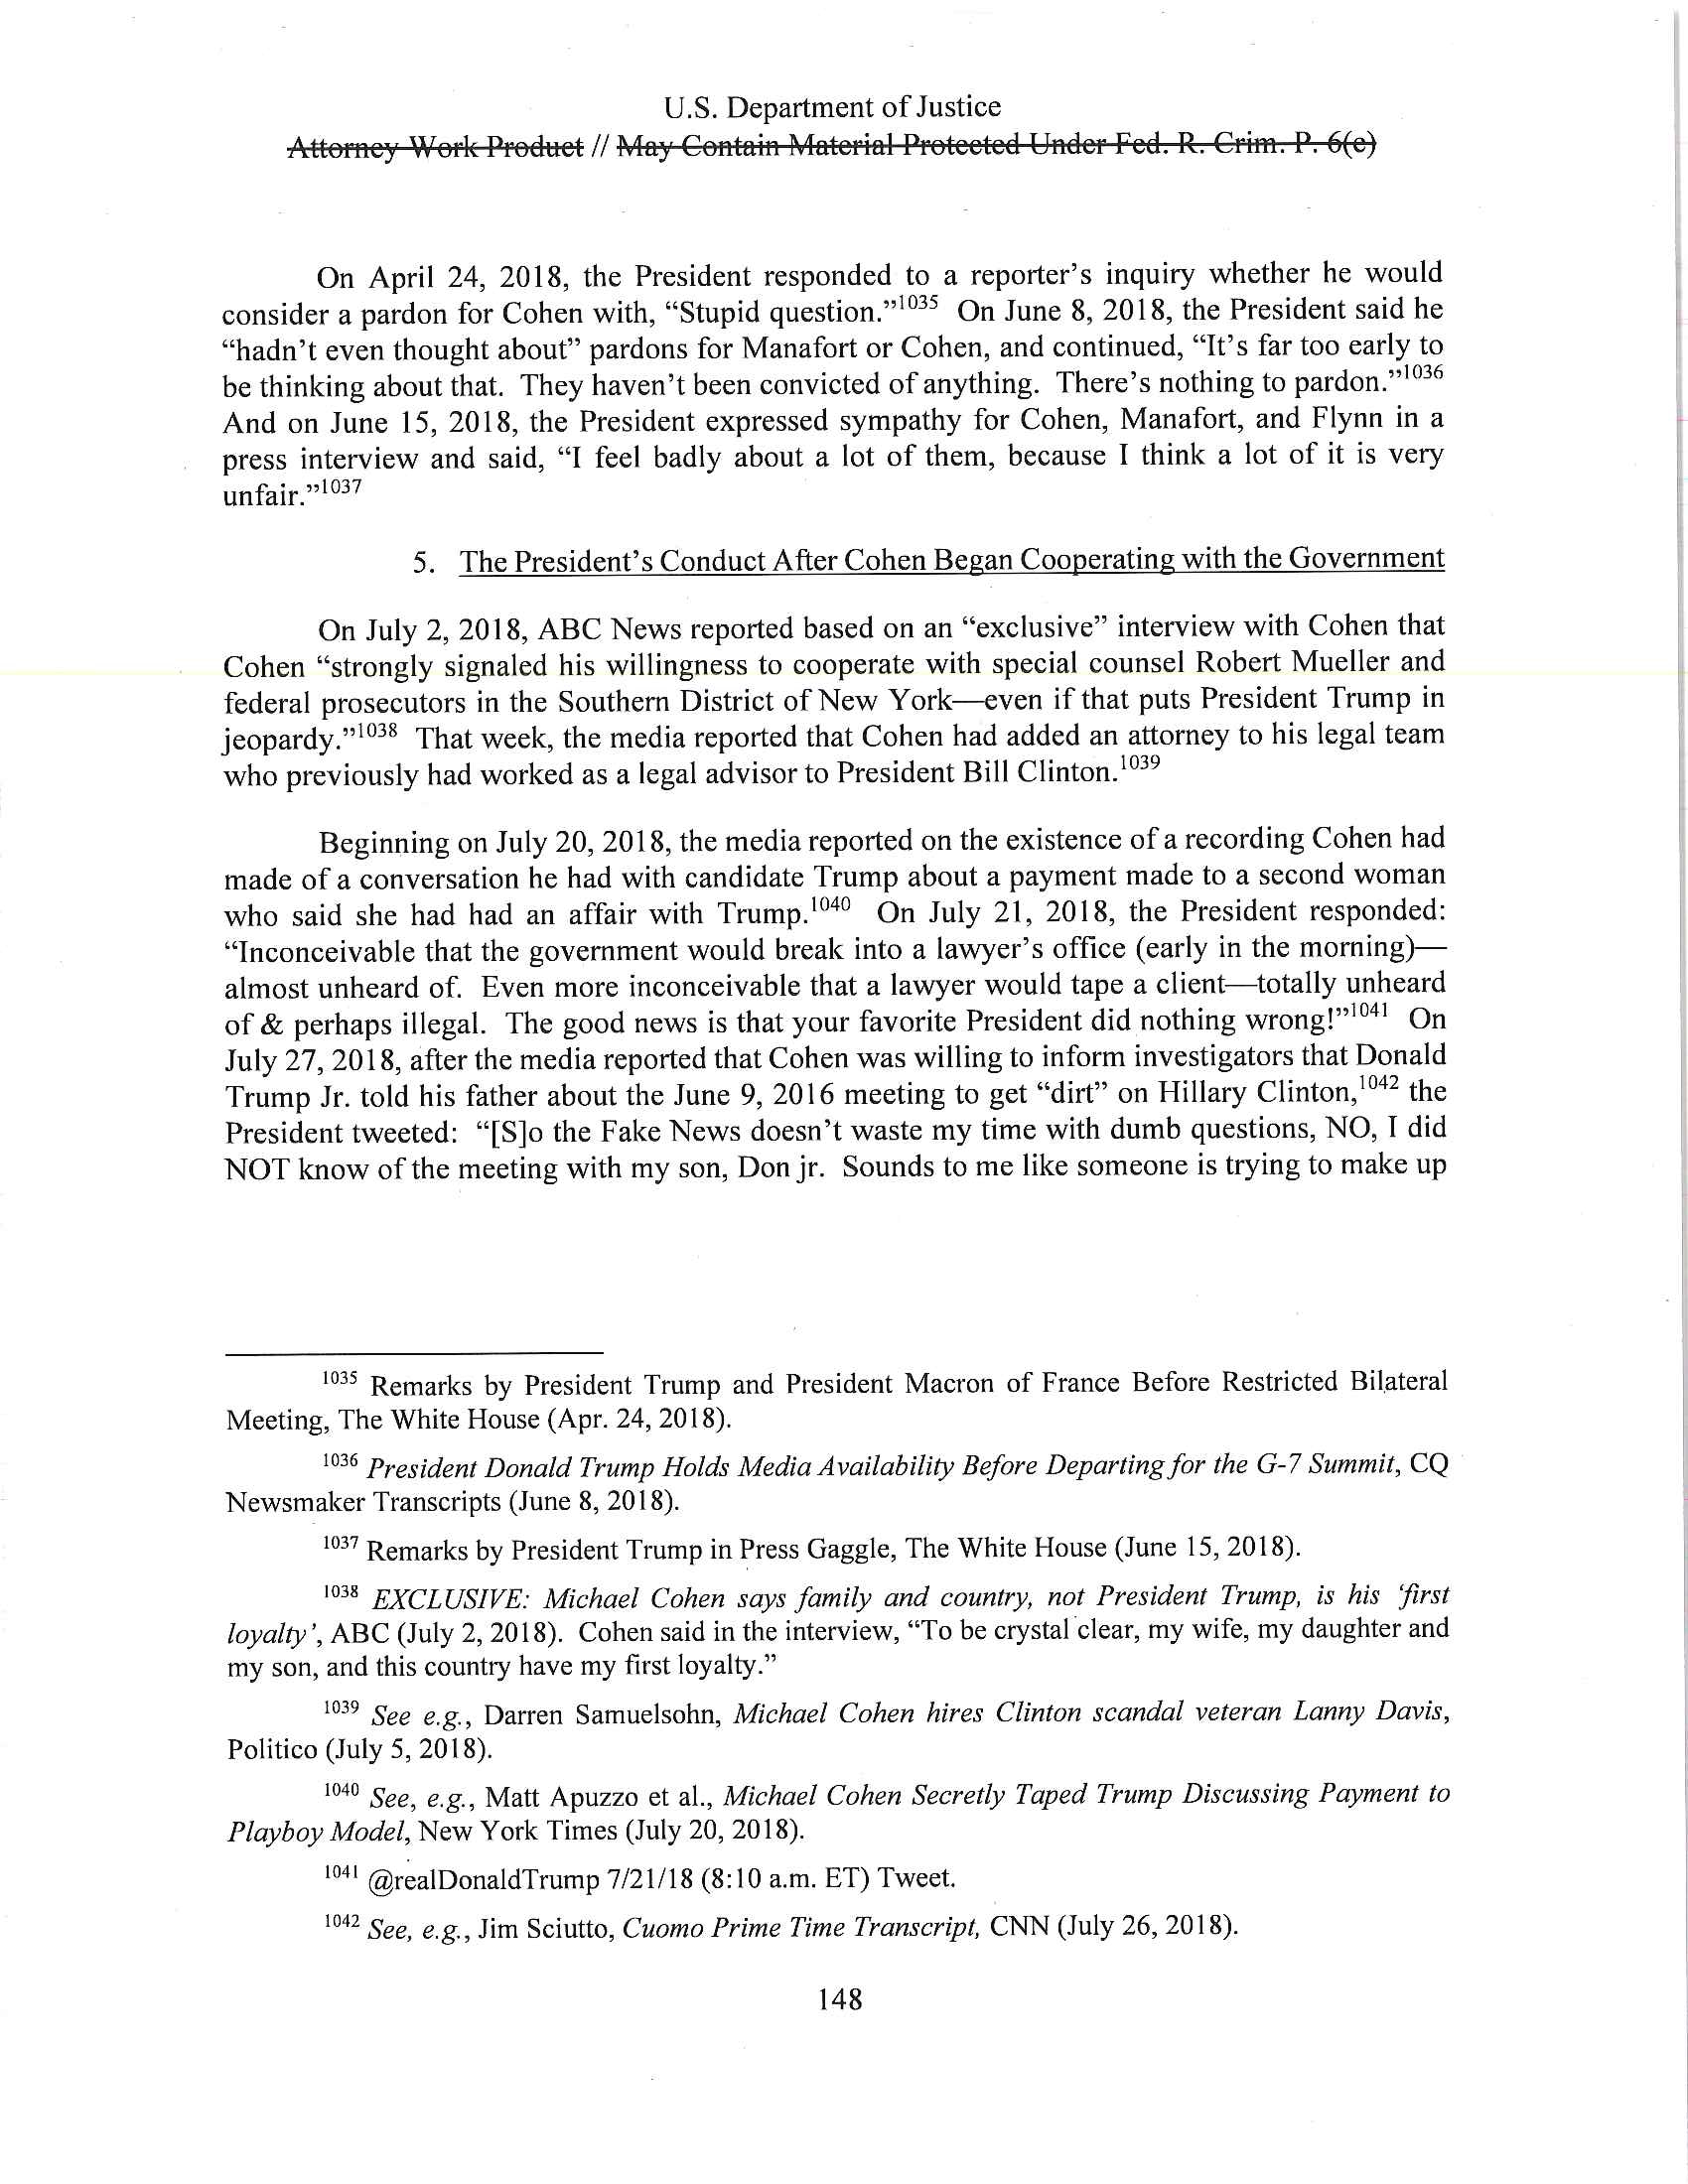 U.S. Department of Justice
Attorney Work Product // May Contain Material Protected Under Fed. R. Crim. P. 6(e)
On April 24, 2018, the President responded to a reporter's inquiry whether he would
consider a pardon for Cohen with, “Stupid question.”1035 On June 8, 2018, the President said he
“hadn't even thought about” pardons for Manafort or Cohen, and continued, “It's far too early to
be thinking about that. They haven't been convicted of anything. There's nothing to pardon.”1036
And on June 15, 2018, the President expressed sympathy for Cohen, Manafort, and Flynn in a
press interview and said, “I feel badly about a lot of them, because I think a lot of it is very
unfair.”1037
5. The President's Conduct After Cohen Began Cooperating with the Government
On July 2, 2018, ABC News reported based on an “exclusive” interview with Cohen that
Cohen “strongly signaled his willingness to cooperate with special counsel Robert Mueller and
federal prosecutors in the Southern District of New York—even if that puts President Trump in
jeopardy.”1038 That week, the media reported that Cohen had added an attorney to his legal team
who previously had worked as a legal advisor to President Bill Clinton.1039
Beginning on July 20, 2018, the media reported on the existence of a recording Cohen had
made of a conversation he had with candidate Trump about a payment made to a second woman
who said she had had an affair with Trump.1040 On July 21, 2018, the President responded:
“Inconceivable that the government would break into a lawyer's office (early in the morning)—
almost unheard of. Even more inconceivable that a lawyer would tape a client—totally unheard
of & perhaps illegal. The good news is that your favorite President did nothing wrong!”1041 On
July 27, 2018, after the media reported that Cohen was willing to inform investigators that Donald
Trump Jr. told his father about the June 9, 2016 meeting to get “dirt” on Hillary Clinton,1042 the
President tweeted: “[S]o the Fake News doesn't waste my time with dumb questions, NO, I did
NOT know of the meeting with my son, Don jr. Sounds to me like someone is trying to make up
1035 Remarks by President Trump and President Macron of France Before Restricted Bilateral
Meeting, The White House (Apr. 24, 2018).
1036 President Donald Trump Holds Media Availability Before Departing for the G-7 Summit, CQ
Newsmaker Transcripts (June 8, 2018).
1037 Remarks by President Trump in Press Gaggle, The White House (June 15, 2018).
1038 EXCLUSIVE: Michael Cohen says family and country, not President Trump, is his ‘first
loyalty’, ABC (July 2, 2018). Cohen said in the interview, “To be crystal clear, my wife, my daughter and
my son, and this country have my first loyalty.”
1039 See e.g., Darren Samuelsohn, Michael Cohen hires Clinton scandal veteran Lanny Davis,
Politico (July 5, 2018).
1040 See, e.g., Matt Apuzzo et al., Michael Cohen Secretly Taped Trump Discussing Payment to
Playboy Model, New York Times (July 20, 2018).
1041 @realDonaldTrump 7/21/18 (8:10 a.m. ET) Tweet.
1042 See, e.g., Jim Sciutto, Cuomo Prime Time Transcript, CNN (July 26, 2018).
148